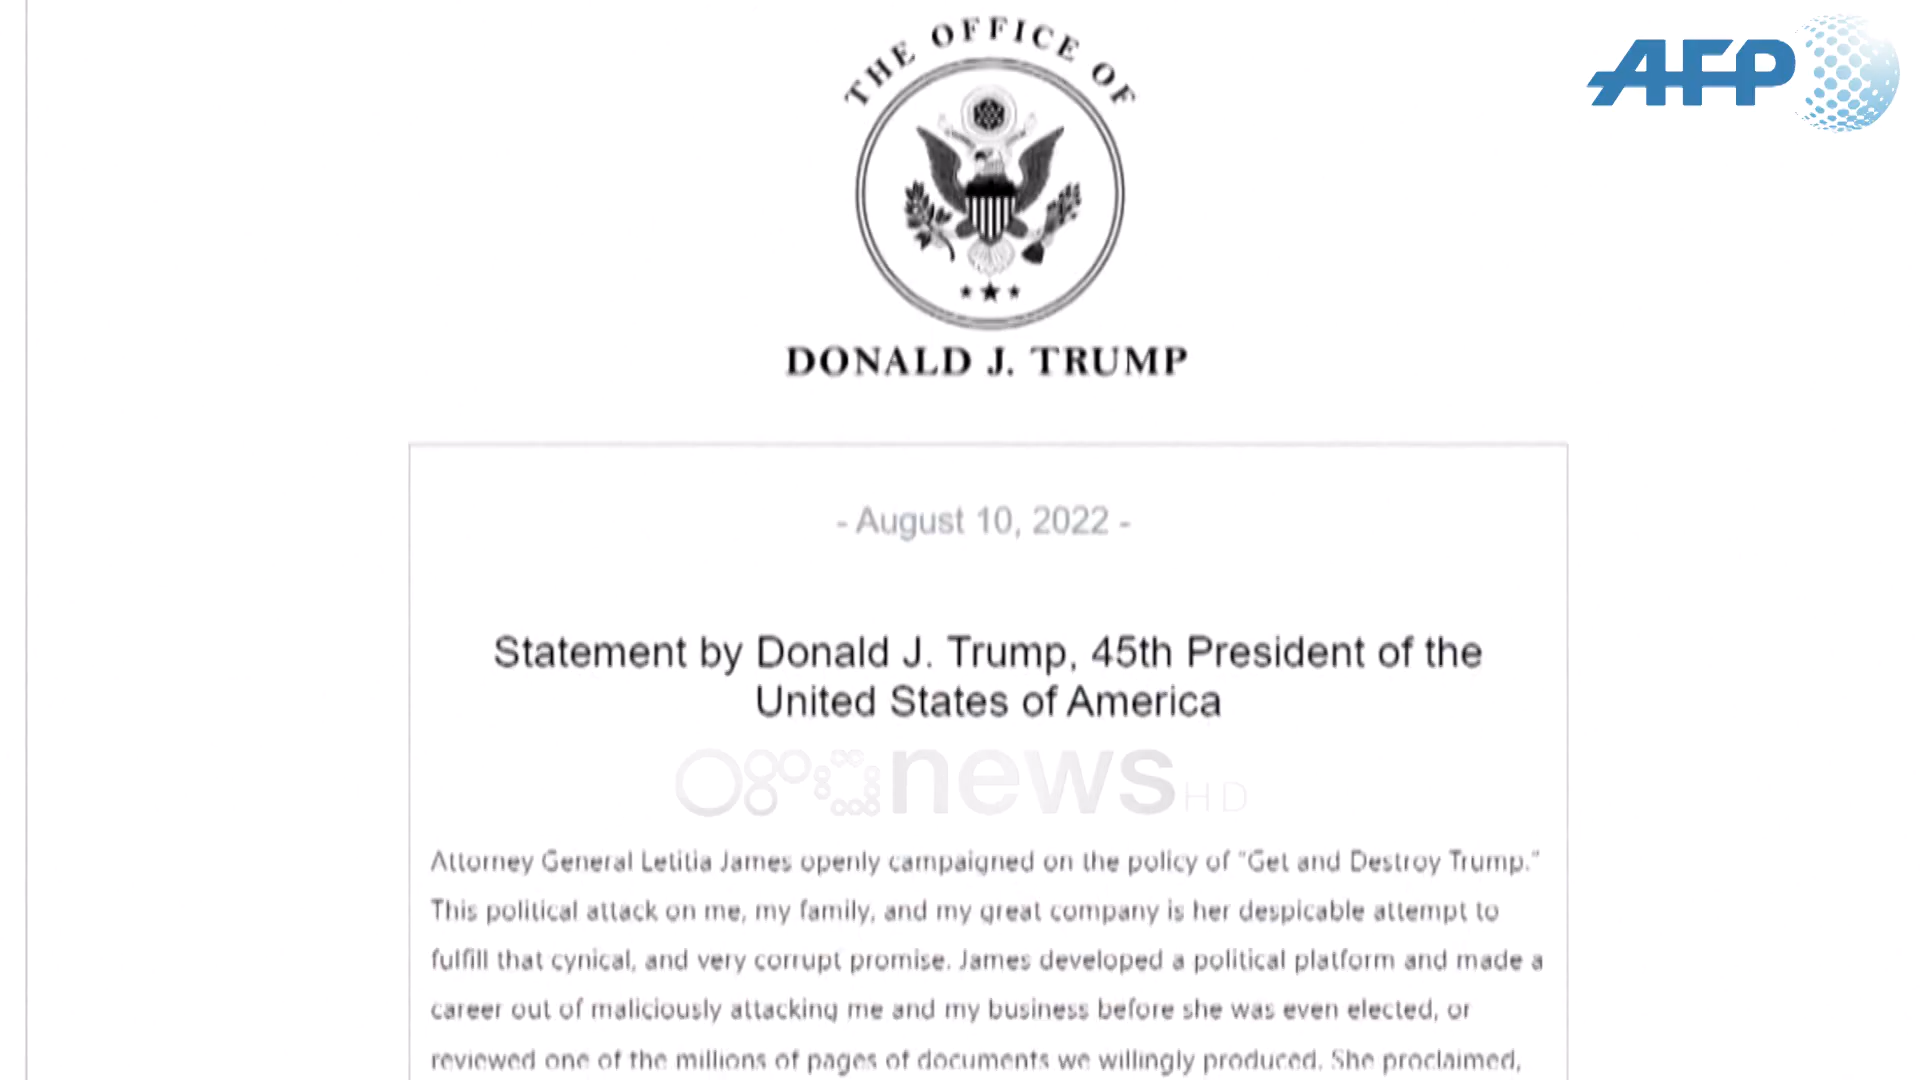 THE OFFICE OF
AFP
DONALD J. TRUMP
- August 10, 2022 -
Statement by Donald J. Trump, 45th President of the
United States of America
news HD
Attorney General Letitia James openly campaigned on the policy of "Get and Destroy Trump."
This political attack on me, my family, and my great company is her despicable attempt to
fulfill that cynical, and very corrupt promise. James developed a political platform and made a
career out of maliciously attacking me and my business before she was even elected, or
reviewed one of the millions of pages of documents we willingly produced. She proclaimed,